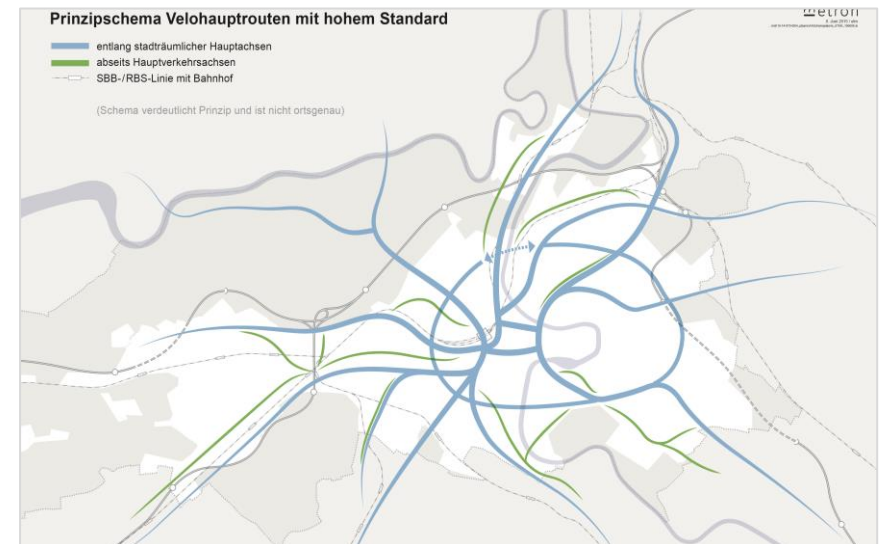 Prinzipschema Velohauptrouten mit hohem Standard
metron
entlang stadträumlicher Hauptachsen
abseits Hauptverkehrsachsen
SBB-/RBS-Linie mit Bahnhof
(Schema verdeutlicht Prinzip und ist nicht ortsgenau)